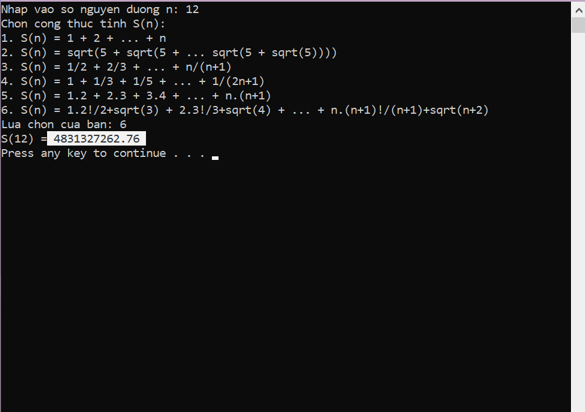 Nhap vao so nguyen duong n: 12
Chon cong thuc tinh S(n):
1. S(n) = 1 + 2 + ... + n
2. S(n) = sqrt(5 + sqrt(5 + ... sqrt(5 + sqrt(5))))
3. S(n) = 1/2 + 2/3 + ... + n/(n+1)
4. S(n) = 1 + 1/3 + 1/5 + ... + 1/(2n+1)
5. S(n) = 1.2 + 2.3 + 3.4 + ... + n.(n+1)
6. S(n) = 1.2!/2+sqrt(3) + 2.3!/3+sqrt(4) + ... + n.(n+1)!/(n+1)+sqrt(n+2)
Lua chon cua ban: 6
S(12) = 4831327262.76
Press any key to continue . . .